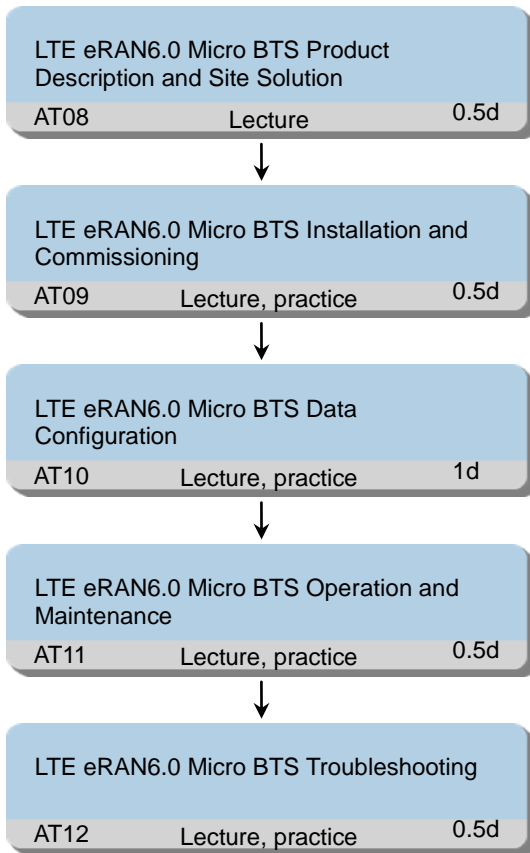 LTE eRAN6.0 Micro BTS Product
Description and Site Solution
AT08 Lecture 0.5d
LTE eRAN6.0 Micro BTS Installation and
Commissioning
AT09 Lecture, practice 0.5d
LTE eRAN6.0 Micro BTS Data
Configuration
AT10 Lecture, practice 1d
LTE eRAN6.0 Micro BTS Operation and
Maintenance
AT11 Lecture, practice 0.5d
LTE eRAN6.0 Micro BTS Troubleshooting
AT12 Lecture, practice 0.5d